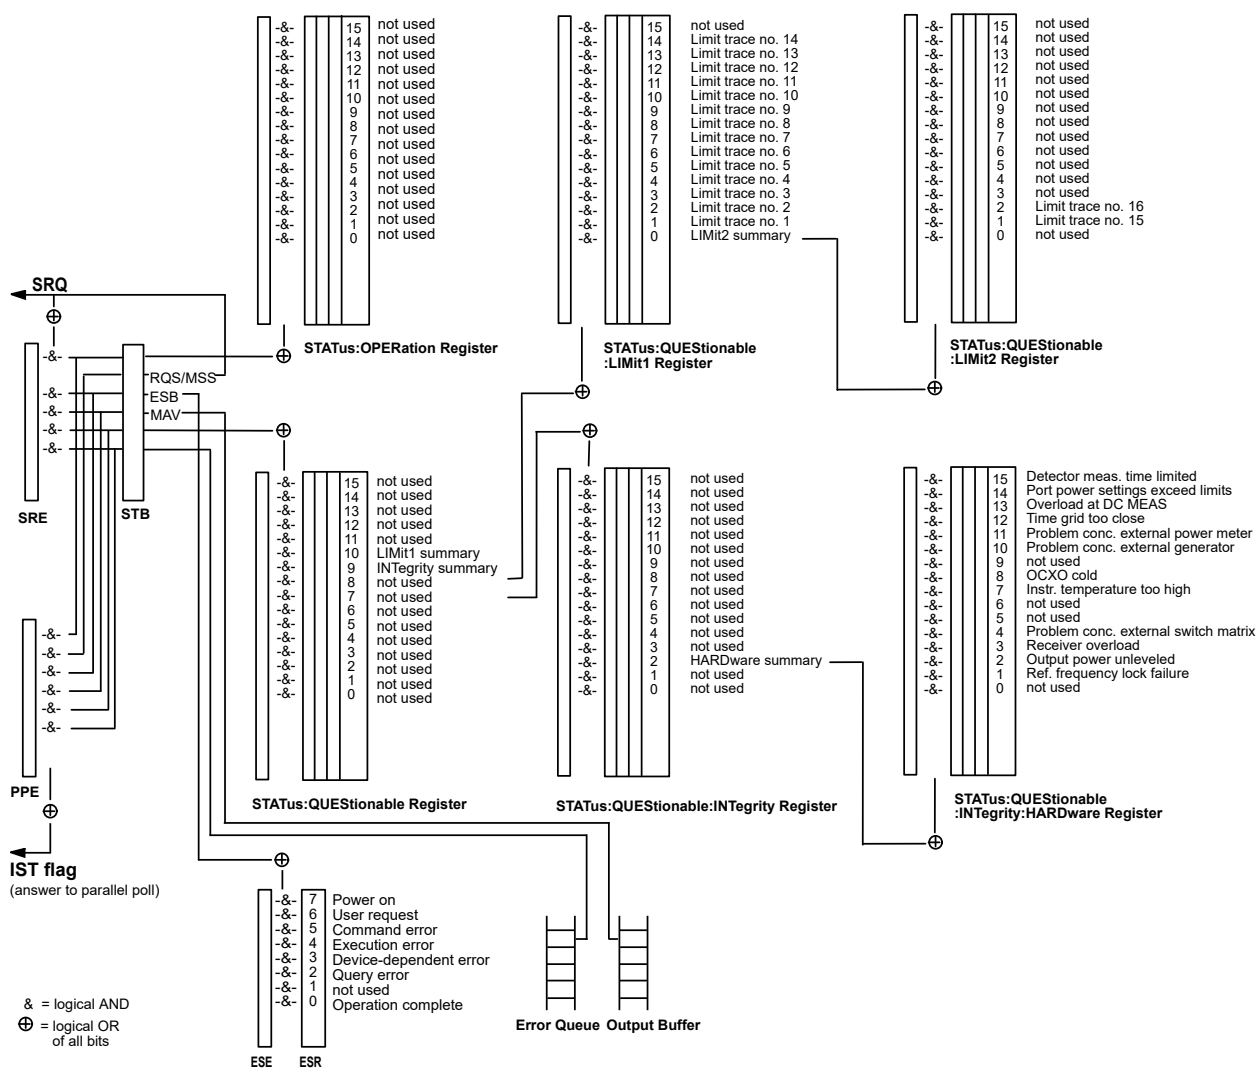 -&- 15 not used
-&- 14 not used
-&- 13 not used
-&- 12 not used
-&- 11 not used
-&- 10 not used
-&- 9 not used
-&- 8 not used
-&- 7 not used
-&- 6 not used
-&- 5 not used
-&- 4 not used
-&- 3 not used
-&- 2 not used
-&- 1 not used
-&- 0
STATus:OPERation Register
-&- 15 not used
-&- 14 Limit trace no. 14
-&- 13 Limit trace no. 13
-&- 12 Limit trace no. 12
-&- 11 Limit trace no. 11
-&- 10 Limit trace no. 10
-&- 9 Limit trace no. 9
-&- 8 Limit trace no. 8
-&- 7 Limit trace no. 7
-&- 6 Limit trace no. 6
-&- 5 Limit trace no. 5
-&- 4 Limit trace no. 4
-&- 3 Limit trace no. 3
-&- 2 Limit trace no. 2
-&- 1 Limit trace no. 1
-&- 0 LIMit2 summary
STATus:QUEStionable
:LIMit1 Register
-&- 15 not used
-&- 14 not used
-&- 13 not used
-&- 12 not used
-&- 11 not used
-&- 10 not used
-&- 9 not used
-&- 8 not used
-&- 7 not used
-&- 6 not used
-&- 5 not used
-&- 4 not used
-&- 3 not used
-&- 2 Limit trace no. 16
-&- 1 Limit trace no. 15
-&- 0 not used
STATus:QUEStionable
:LIMit2 Register
SRQ
-&-
RQS/MSS
-&- ESB
-&- MAV
-&-
-&-
SRE
STB
-&- 15 not used
-&- 14 not used
-&- 13 not used
-&- 12 not used
-&- 11 not used
-&- 10 LIMit1 summary
-&- 9 INTegrity summary
-&- 8 not used
-&- 7 not used
-&- 6 not used
-&- 5 not used
-&- 4 not used
-&- 3 not used
-&- 2 not used
-&- 1 not used
-&- 0 not used
STATus:QUEStionable Register
-&- 15 not used
-&- 14 not used
-&- 13 not used
-&- 12 not used
-&- 11 not used
-&- 10 not used
-&- 9 not used
-&- 8 not used
-&- 7 not used
-&- 6 not used
-&- 5 not used
-&- 4 not used
-&- 3 not used
-&- 2 HARDware summary
-&- 1 not used
-&- 0 not used
STATus:QUEStionable:INTegrity Register
-&- 15 Detector meas. time limited
-&- 14 Port power settings exceed limits
-&- 13 Overload at DC MEAS
-&- 12 Time grid too close
-&- 11 Problem conc. external power meter
-&- 10 Problem conc. external generator
-&- 9 not used
-&- 8 OCXO cold
-&- 7 Instr. temperature too high
-&- 6 not used
-&- 5 not used
-&- 4 Problem conc. external switch matrix
-&- 3 Receiver overload
-&- 2 Output power unleveled
-&- 1 Ref. frequency lock failure
-&- 0 not used
STATus:QUEStionable
:INTegrity:HARDware Register
-&-
-&-
-&-
-&-
-&-
-&-
PPE
IST flag
(answer to parallel poll)
-&- 7 Power on
-&- 6 User request
-&- 5 Command error
-&- 4 Execution error
-&- 3 Device-dependent error
-&- 2 Query error
-&- 1 not used
-&- 0 Operation complete
ESE
ESR
Error Queue
Output Buffer
& = logical AND
⊕ = logical OR
of all bits